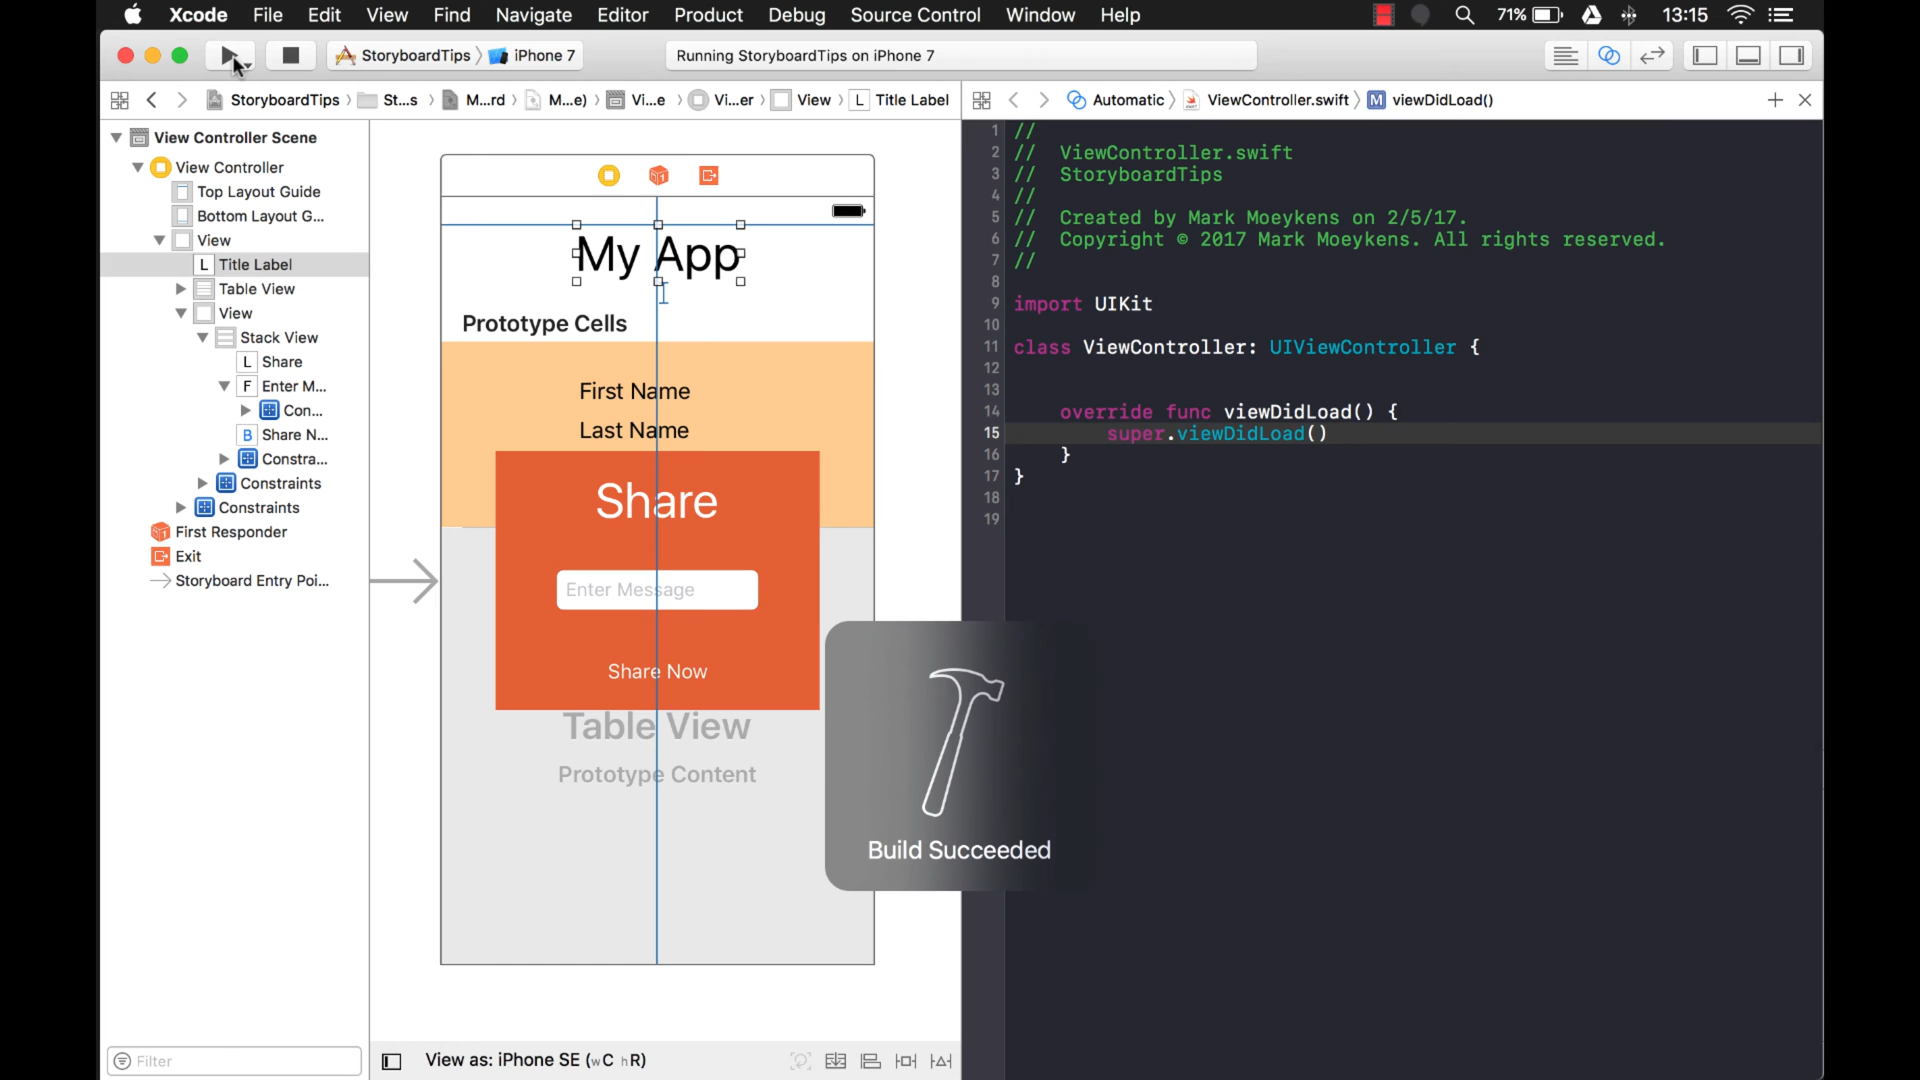 Xcode File Edit View Find Navigate Editor Product Debug Source Control Window Help 71% 13:15
StoryboardTips iPhone 7 Running StoryboardTips on iPhone 7
StoryboardTips St...s M...rd M...e) Vi...e Vi...er View L Title Label
Automatic ViewController.swift M viewDidLoad()
View Controller Scene
View Controller
Top Layout Guide
Bottom Layout G...
View
L Title Label
Table View
View
Stack View
L Share
F Enter M...
Con...
B Share N...
Constra...
Constraints
Constraints
First Responder
Exit
Storyboard Entry Poi...
Filter
My App
Prototype Cells
First Name
Last Name
Share
Enter Message
Share Now
Table View
Prototype Content
View as: iPhone SE (wC hR)
Build Succeeded
1 //
2 // ViewController.swift
3 // StoryboardTips
4 //
5 // Created by Mark Moeykens on 2/5/17.
6 // Copyright © 2017 Mark Moeykens. All rights reserved.
7 //
8
9 import UIKit
10
11 class ViewController: UIViewController {
12
13
14 override func viewDidLoad() {
15 super.viewDidLoad()
16 }
17 }
18
19